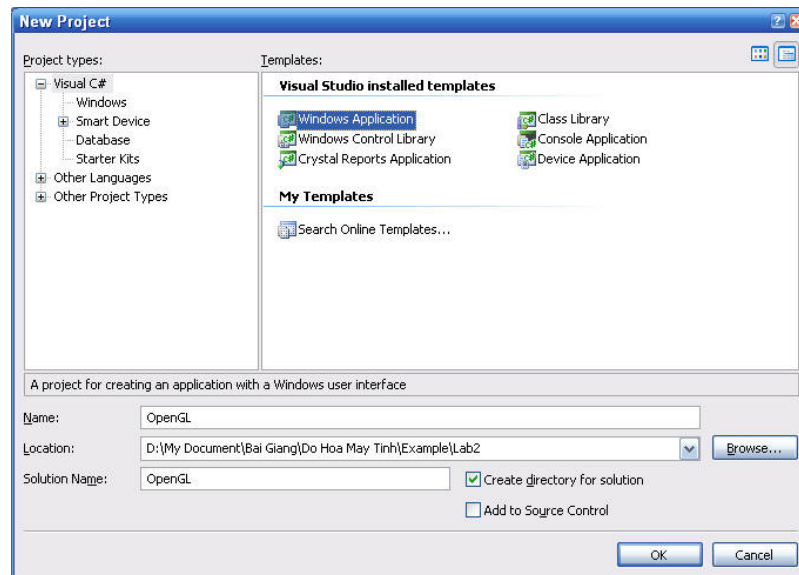 New Project
Project types:
Templates:
Visual C#
Windows
Smart Device
Database
Starter Kits
Other Languages
Other Project Types
Visual Studio installed templates
Windows Application
Class Library
Windows Control Library
Console Application
Crystal Reports Application
Device Application
My Templates
Search Online Templates...
A project for creating an application with a Windows user interface
Name:
OpenGL
Location:
D:\My Document\Bai Giang\Do Hoa May Tinh\Example\Lab2
Browse...
Solution Name:
OpenGL
Create directory for solution
Add to Source Control
OK
Cancel